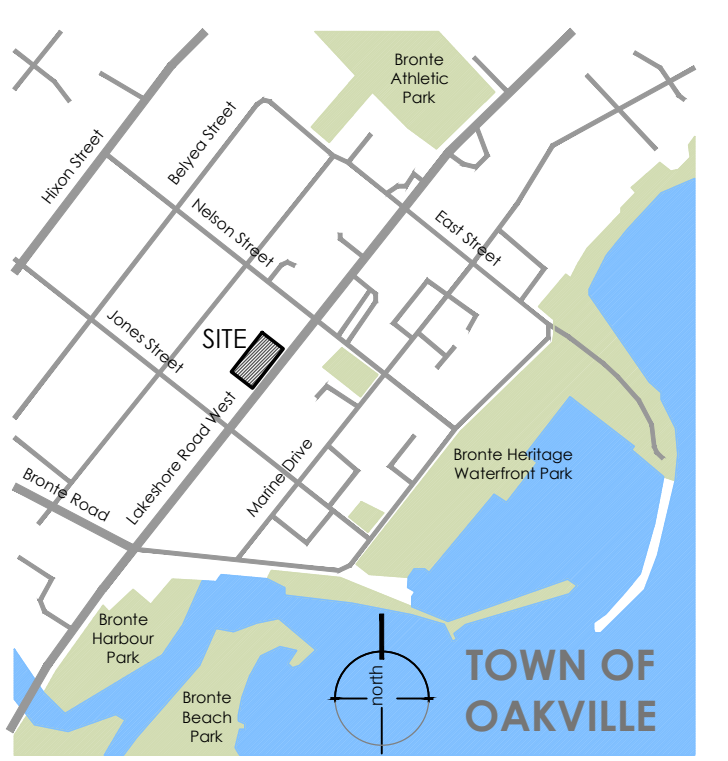 Bronte
Athletic
Park
Hixon Street
Belyea Street
Nelson Street
East Street
Jones Street
SITE
Lakeshore Road West
Marine Drive
Bronte Road
Bronte Heritage
Waterfront Park
Bronte
Harbour
Park
Bronte
Beach
Park
north
TOWN OF
OAKVILLE